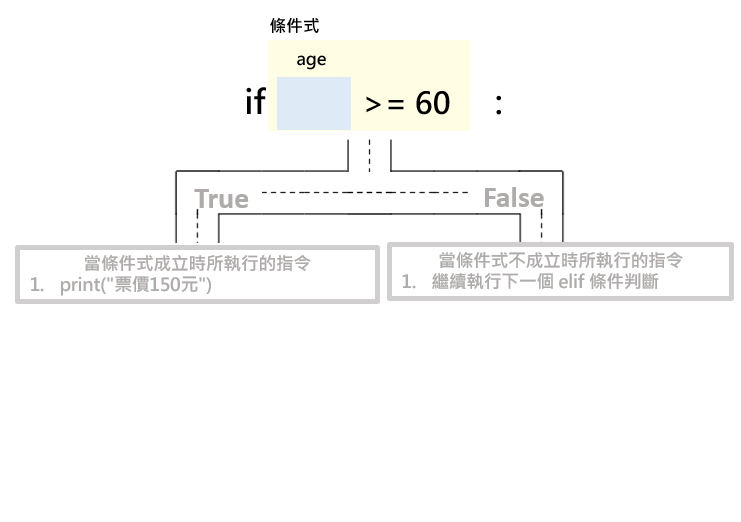 條件式
age
if >= 60 :
True False
當條件式成立時所執行的指令
1. print("票價150元")
當條件式不成立時所執行的指令
1. 繼續執行下一個 elif 條件判斷